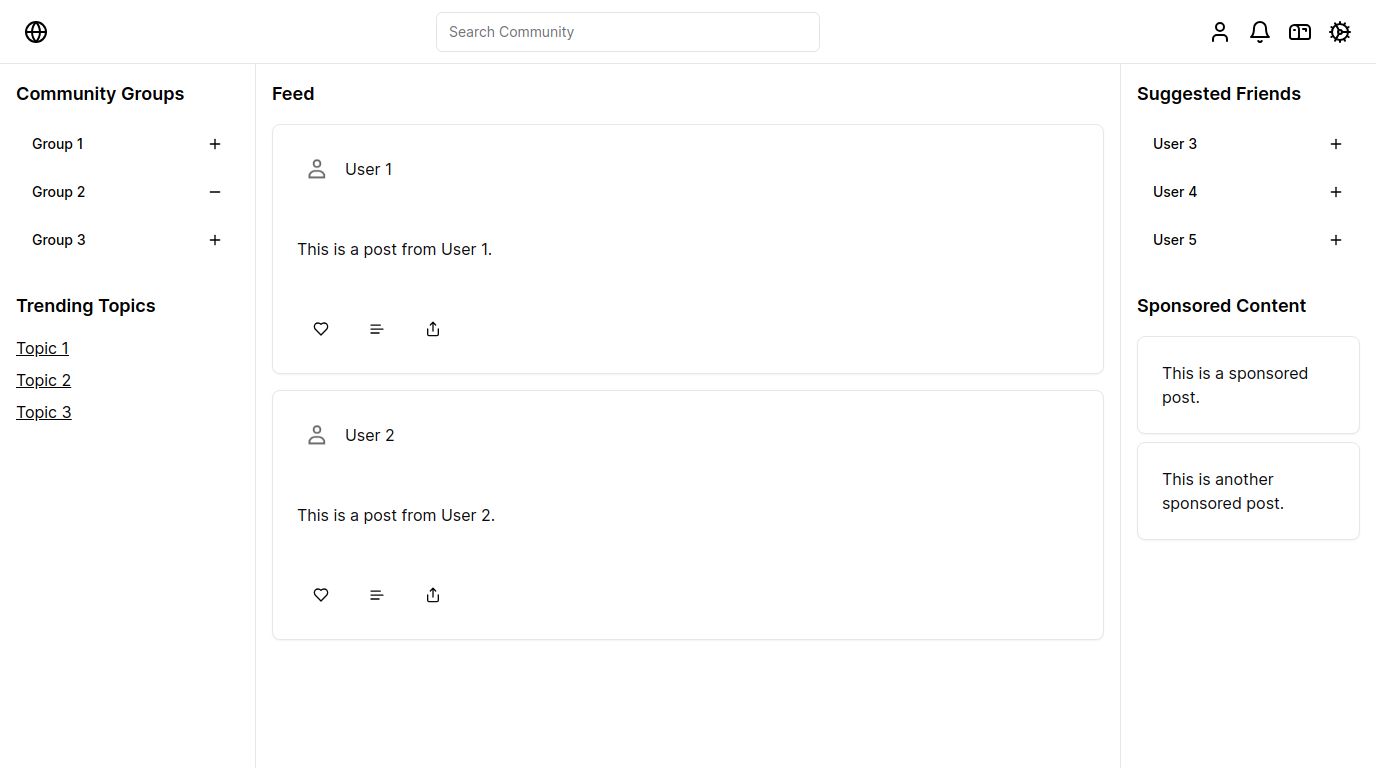 Search Community
Community Groups
Group 1
Group 2
Group 3
Trending Topics
Topic 1
Topic 2
Topic 3
Feed
User 1
This is a post from User 1.
User 2
This is a post from User 2.
Suggested Friends
User 3
User 4
User 5
Sponsored Content
This is a sponsored
post.
This is another
sponsored post.